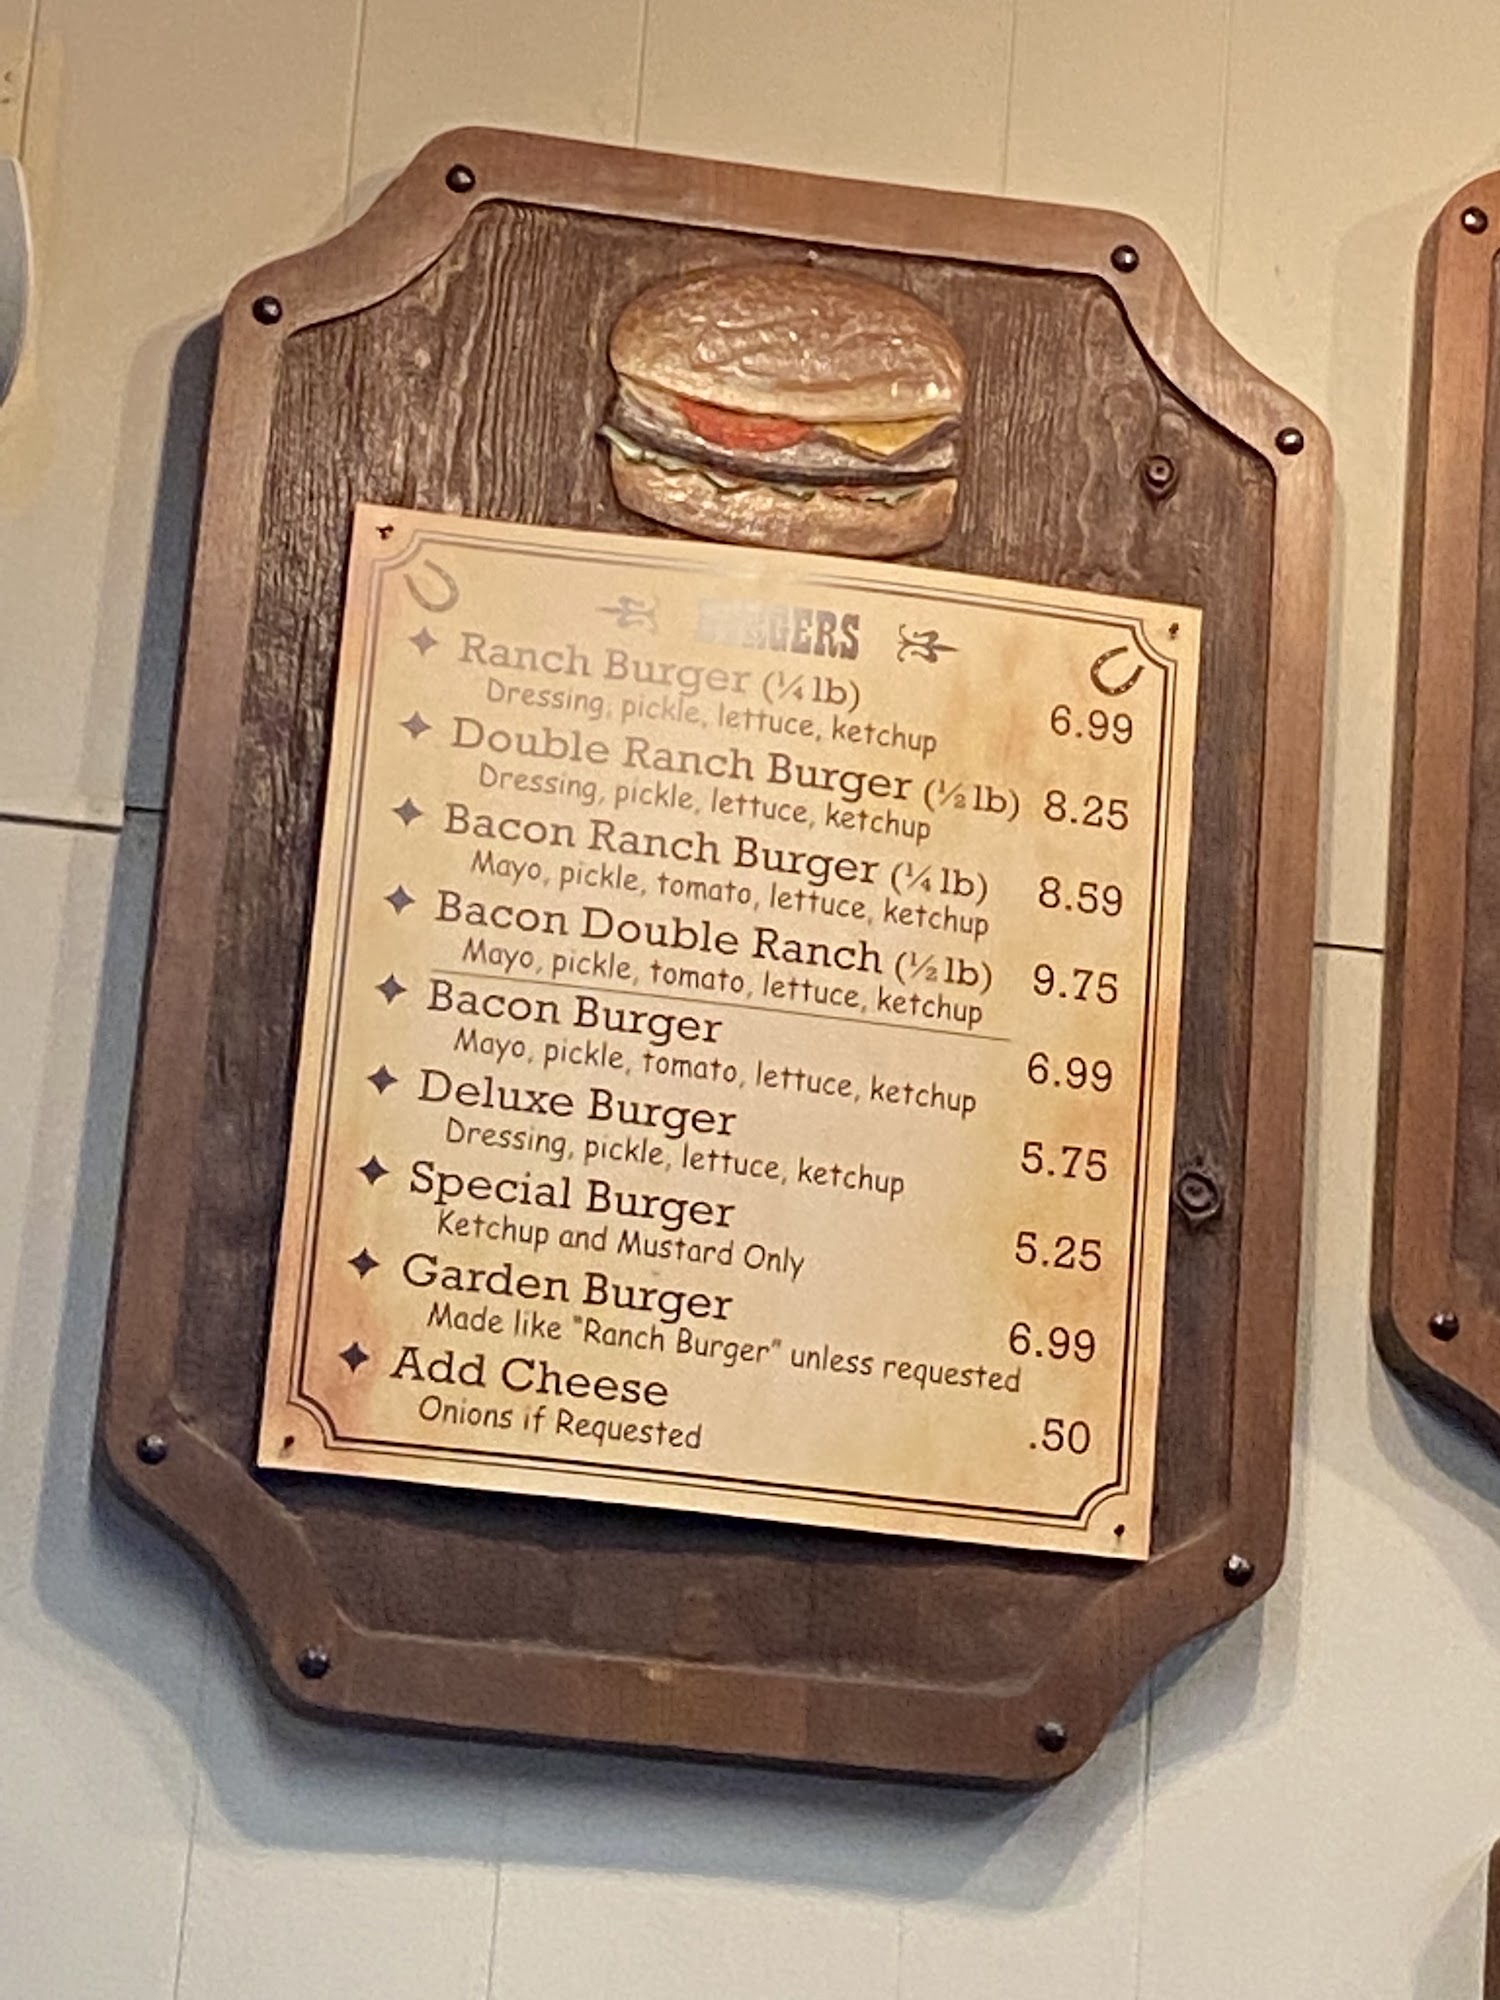 BURGERS
Ranch Burger (¼ lb) 6.99
Dressing, pickle, lettuce, ketchup
Double Ranch Burger (½ lb) 8.25
Dressing, pickle, lettuce, ketchup
Bacon Ranch Burger (¼ lb) 8.59
Mayo, pickle, tomato, lettuce, ketchup
Bacon Double Ranch (½ lb) 9.75
Mayo, pickle, tomato, lettuce, ketchup
Bacon Burger 6.99
Mayo, pickle, tomato, lettuce, ketchup
Deluxe Burger 5.75
Dressing, pickle, lettuce, ketchup
Special Burger 5.25
Ketchup and Mustard Only
Garden Burger 6.99
Made like "Ranch Burger" unless requested
Add Cheese .50
Onions if Requested